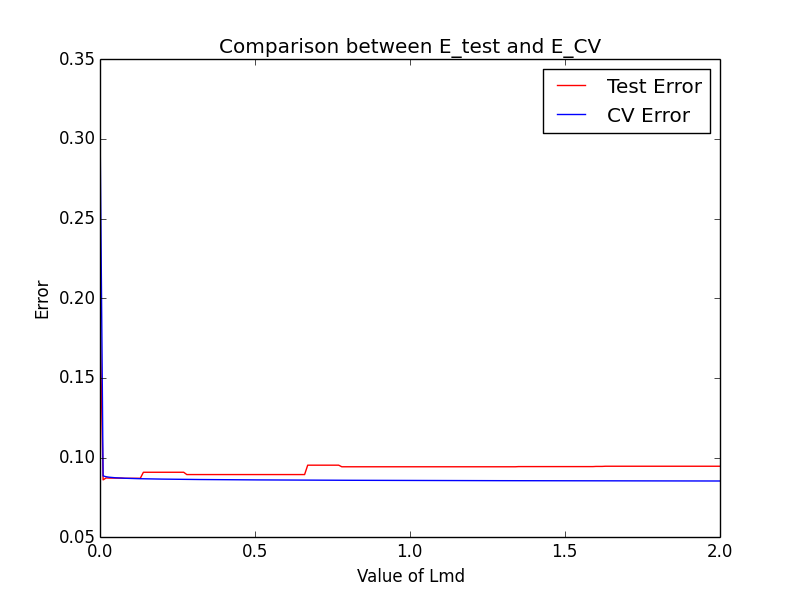 Comparison between E_test and E_CV
Test Error
CV Error
0.35
0.30
0.25
0.20
0.15
0.10
0.05
Error
0.0 0.5 1.0 1.5 2.0
Value of Lmd